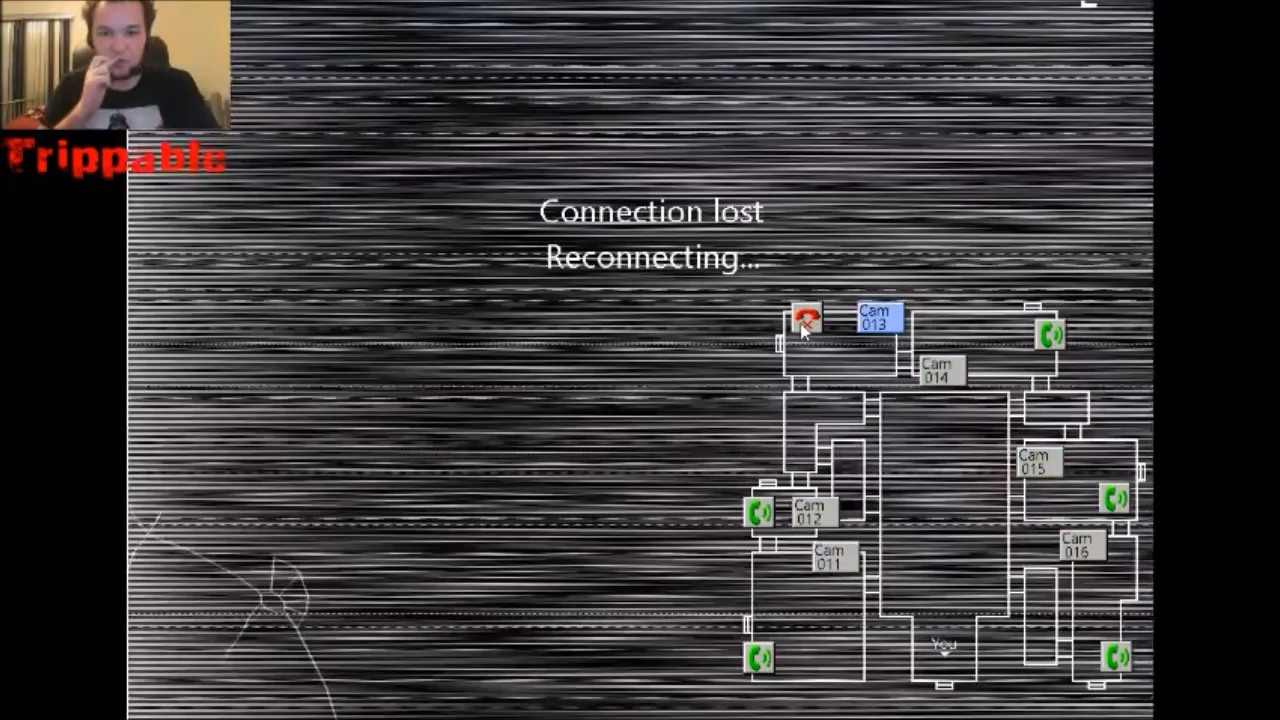 Trippable
Connection lost
Reconnecting...
Cam
013
Cam
014
Cam
015
Cam
012
Cam
016
Cam
011
You